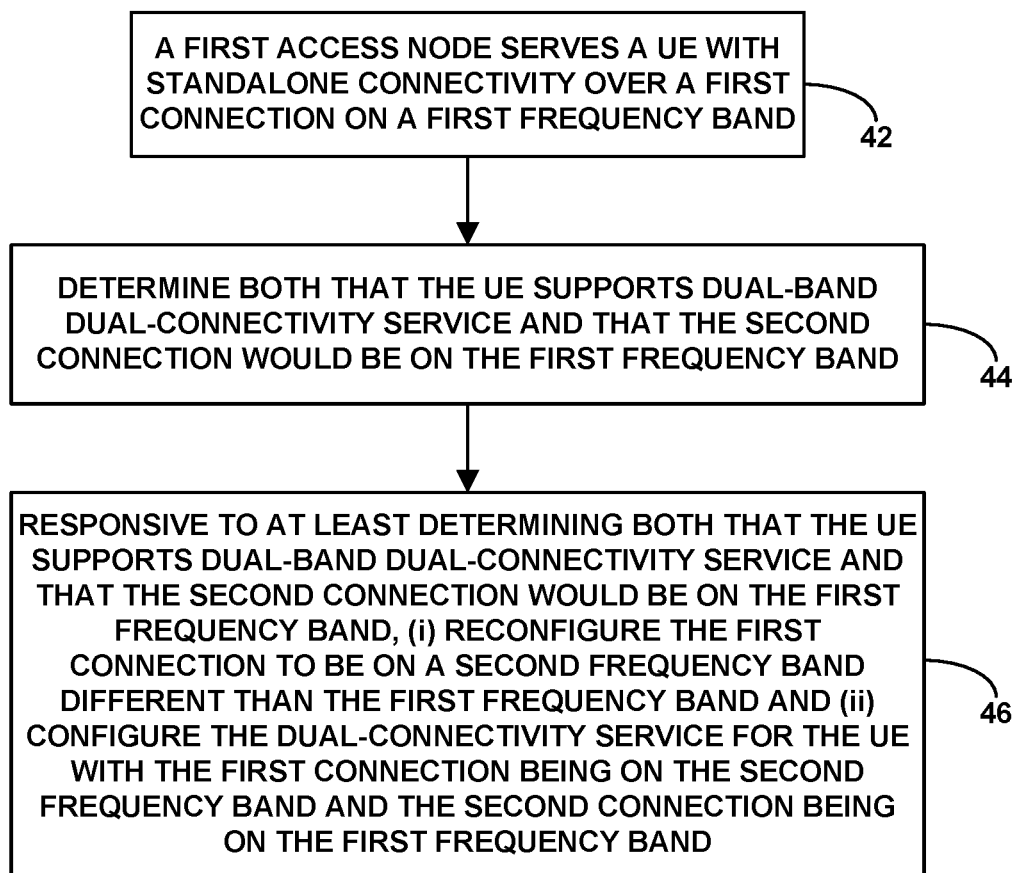 A FIRST ACCESS NODE SERVES A UE WITH
STANDALONE CONNECTIVITY OVER A FIRST
CONNECTION ON A FIRST FREQUENCY BAND
42
DETERMINE BOTH THAT THE UE SUPPORTS DUAL-BAND
DUAL-CONNECTIVITY SERVICE AND THAT THE SECOND
CONNECTION WOULD BE ON THE FIRST FREQUENCY BAND
44
RESPONSIVE TO AT LEAST DETERMINING BOTH THAT THE UE
SUPPORTS DUAL-BAND DUAL-CONNECTIVITY SERVICE AND
THAT THE SECOND CONNECTION WOULD BE ON THE FIRST
FREQUENCY BAND, (i) RECONFIGURE THE FIRST
CONNECTION TO BE ON A SECOND FREQUENCY BAND
DIFFERENT THAN THE FIRST FREQUENCY BAND AND (ii)
CONFIGURE THE DUAL-CONNECTIVITY SERVICE FOR THE UE
WITH THE FIRST CONNECTION BEING ON THE SECOND
FREQUENCY BAND AND THE SECOND CONNECTION BEING
ON THE FIRST FREQUENCY BAND
46